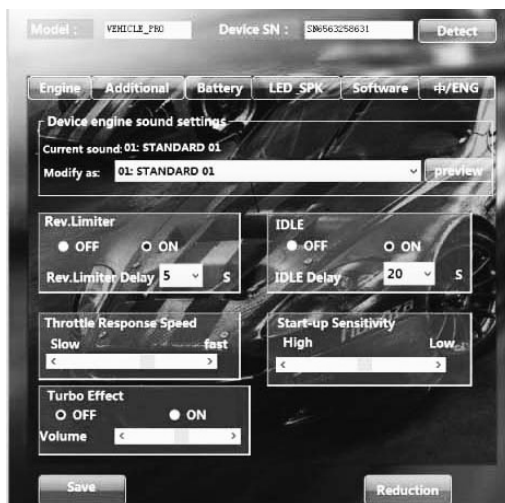 Model : VEHICLE_PRO Device SN : SN6563258631 Detect
Engine Additional Battery LED_SPK Software 中/ENG
Device engine sound settings
Current sound: 01: STANDARD 01
Modify as: 01: STANDARD 01 preview
Rev.Limiter
OFF ON
Rev.Limiter Delay 5 S
IDLE
OFF ON
IDLE Delay 20 S
Throttle Response Speed
Slow fast
Start-up Sensitivity
High Low
Turbo Effect
OFF ON
Volume
Save Reduction